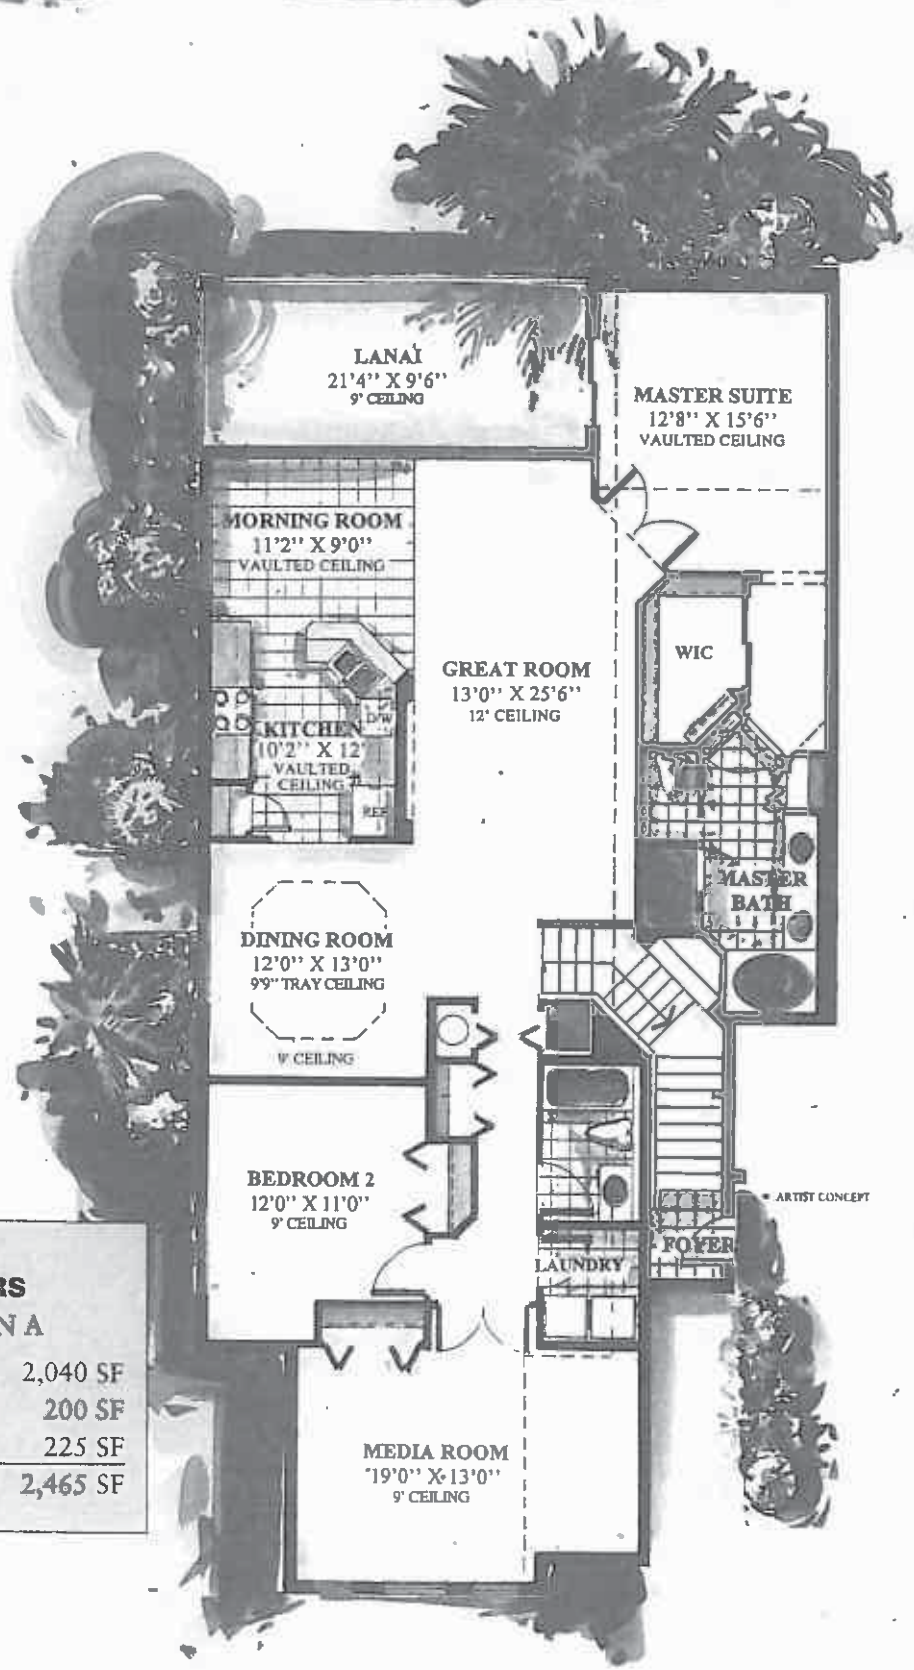 LANAI
21'4'' X 9'6''
9' CEILING
MASTER SUITE
12'8'' X 15'6''
VAULTED CEILING
MORNING ROOM
11'2'' X 9'0''
VAULTED CEILING
WIC
GREAT ROOM
13'0'' X 25'6''
12' CEILING
D/W
KITCHEN
10'2'' X 12'
VAULTED
CEILING
REF
MASTER
BATH
DINING ROOM
12'0'' X 13'0''
9'9'' TRAY CEILING
9' CEILING
BEDROOM 2
12'0'' X 11'0''
9' CEILING
ARTIST CONCEPT
FOYER
LAUNDRY
RS
N A
2,040 SF
200 SF
225 SF
2,465 SF
MEDIA ROOM
19'0'' X 13'0''
9' CEILING